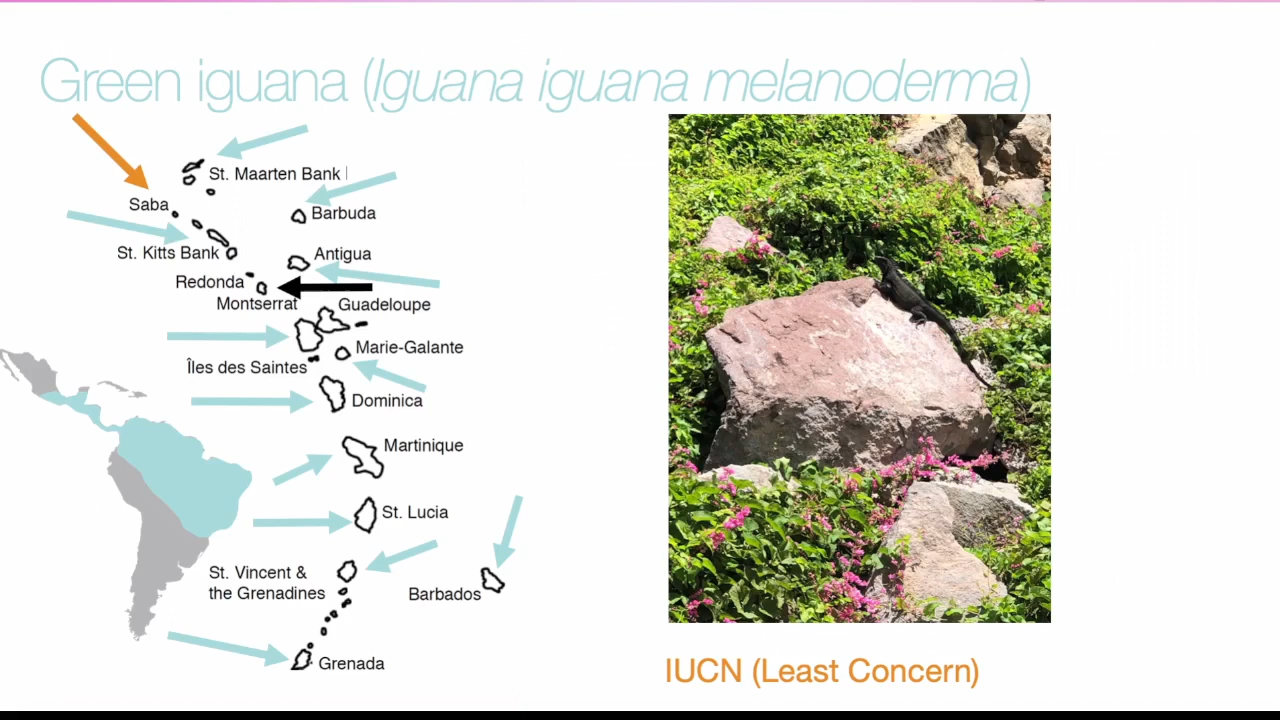 Green iguana (Iguana iguana melanoderma)
St. Maarten Bank
Saba
Barbuda
St. Kitts Bank
Antigua
Redonda
Montserrat
Guadeloupe
Marie-Galante
Îles des Saintes
Dominica
Martinique
St. Lucia
St. Vincent &
the Grenadines
Barbados
Grenada
IUCN (Least Concern)